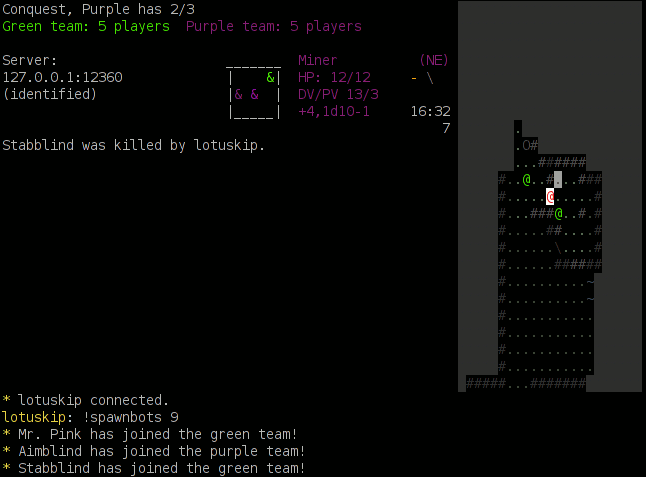 Conquest, Purple has 2/3
Green team: 5 players  Purple team: 5 players
Server:
127.0.0.1:12360
(identified)
_______
|    &|
|& &  |
|_____|
Miner (NE)
HP: 12/12 - \
DV/PV 13/3
+4,1d10-1 16:32
7
Stabblind was killed by lotuskip.
.
.O#
...######
#..@..#...###
#.....@.....#
#...###@..#.#
#.....##....#
#......\....#
#......######
#..........~
#..........~
#..........
#..........
#..........
#..........
#####...#######
* lotuskip connected.
lotuskip: !spawnbots 9
* Mr. Pink has joined the green team!
* Aimblind has joined the purple team!
* Stabblind has joined the green team!